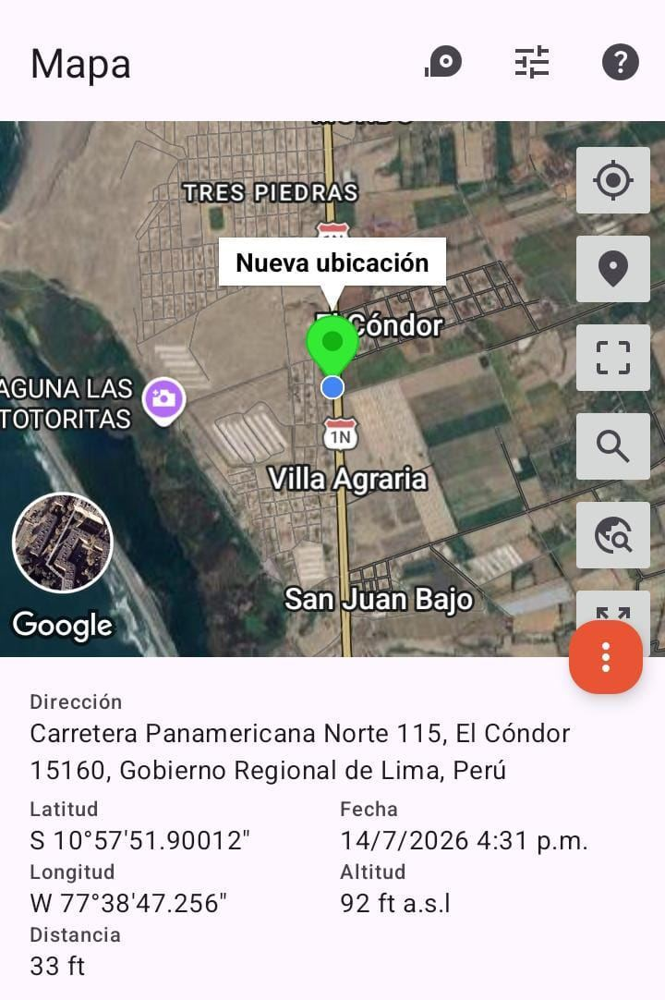 Mapa
TRES PIEDRAS
Nueva ubicación
El Cóndor
AGUNA LAS
TOTORITAS
1N
Villa Agraria
San Juan Bajo
Google
Dirección
Carretera Panamericana Norte 115, El Cóndor
15160, Gobierno Regional de Lima, Perú
Latitud
Fecha
S 10°57'51.90012"
14/7/2026 4:31 p.m.
Longitud
Altitud
W 77°38'47.256"
92 ft a.s.l
Distancia
33 ft